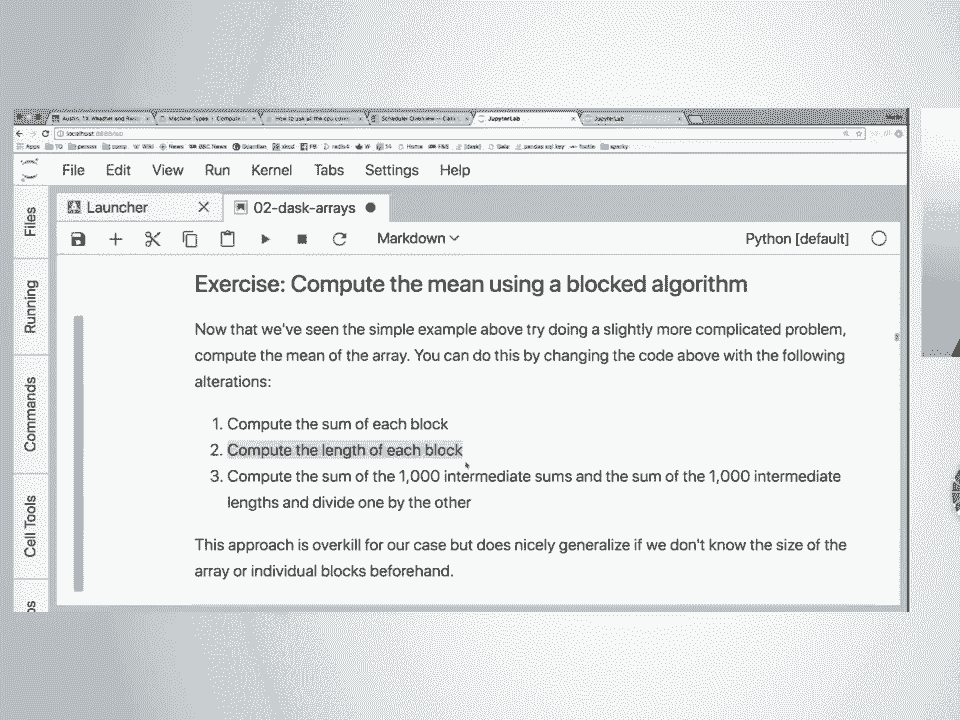 JupyterLab
JupyterLab
localhost:8888/lab
File Edit View Run Kernel Tabs Settings Help
Launcher
02-dask-arrays
Markdown
Python [default]
Files
Running
Commands
Cell Tools
Exercise: Compute the mean using a blocked algorithm
Now that we've seen the simple example above try doing a slightly more complicated problem,
compute the mean of the array. You can do this by changing the code above with the following
alterations:
1. Compute the sum of each block
2. Compute the length of each block
3. Compute the sum of the 1,000 intermediate sums and the sum of the 1,000 intermediate
lengths and divide one by the other
This approach is overkill for our case but does nicely generalize if we don't know the size of the
array or individual blocks beforehand.